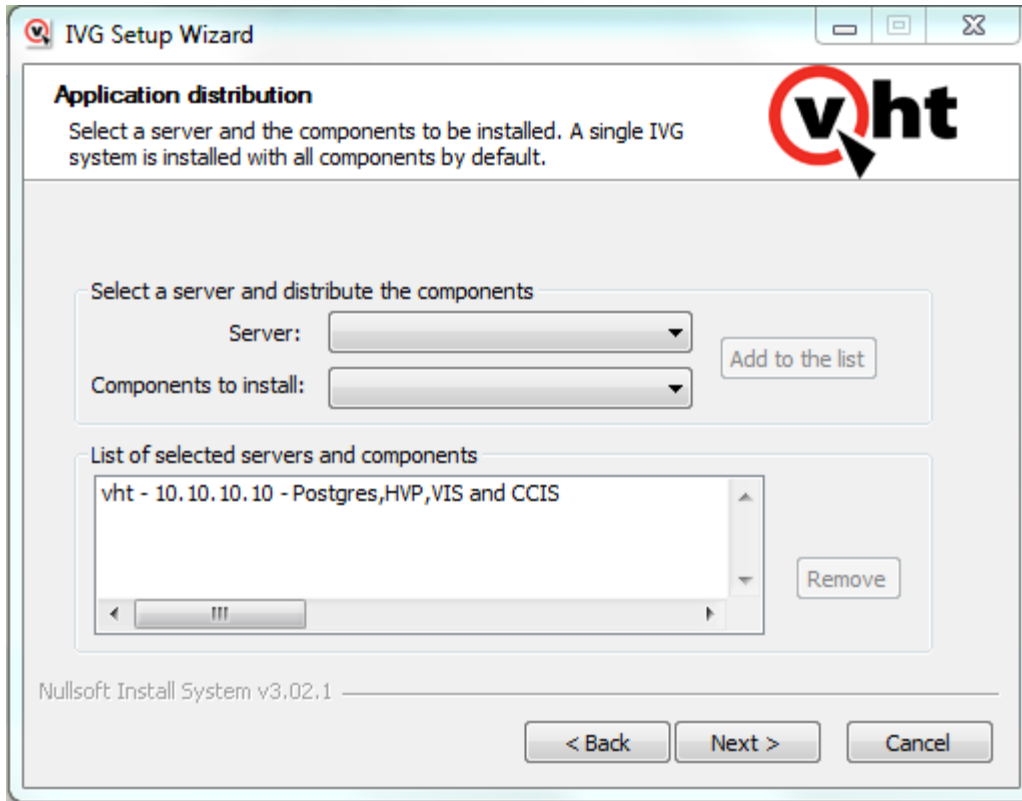 IVG Setup Wizard
Application distribution
Select a server and the components to be installed. A single IVG
system is installed with all components by default.
vht
Select a server and distribute the components
Server:
Add to the list
Components to install:
List of selected servers and components
vht - 10.10.10.10 - Postgres,HVP,VIS and CCIS
Remove
Nullsoft Install System v3.02.1
< Back
Next >
Cancel